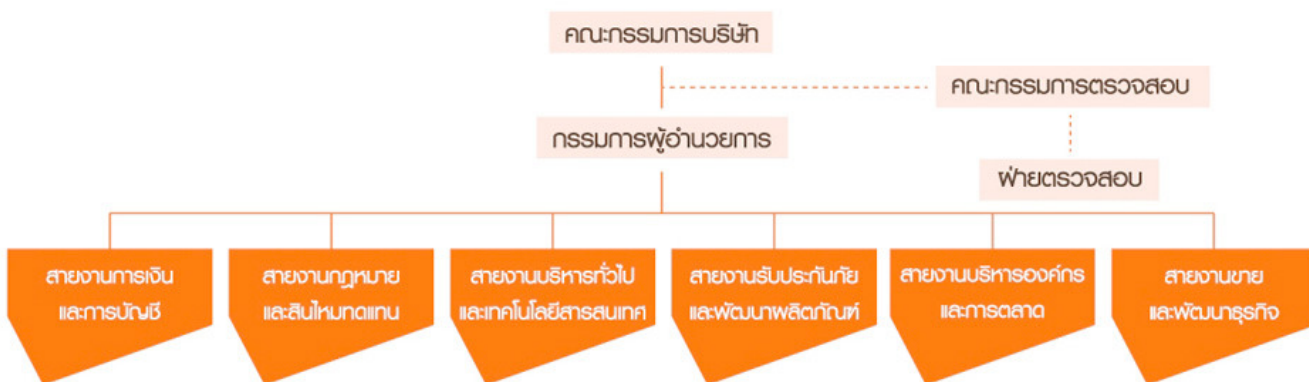 คณะกรรมการบริษัท
คณะกรรมการตรวจสอบ
กรรมการผู้อำนวยการ
ฝ่ายตรวจสอบ
สายงานการเงิน
และการบัญชี
สายงานกฎหมาย
และสินไหมทดแทน
สายงานบริหารทั่วไป
และเทคโนโลยีสารสนเทศ
สายงานรับประกันภัย
และพัฒนาผลิตภัณฑ์
สายงานบริหารองค์กร
และการตลาด
สายงานขาย
และพัฒนาธุรกิจ